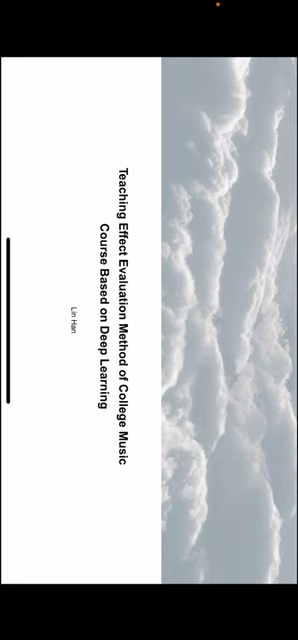 Teaching Effect Evaluation Method of College Music
Course Based on Deep Learning
Lin Han